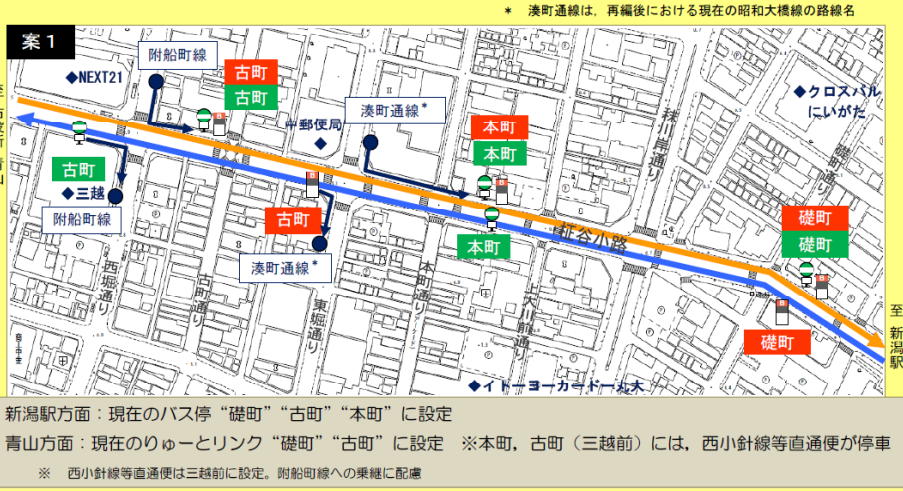 * 湊町通線は，再編後における現在の昭和大橋線の路線名
案１
附船町線
◆NEXT21
古町
古町
湊町通線*
中郵便局
◆
本町
本町
◆クロスパル
にいがた
礎町通り
古町
◆三越
附船町線
古町
湊町通線*
本町
柾谷小路
礎町
礎町
礎町
西堀通り
古町通り
東堀通り
本町通り
上大川前通り
◆イトーヨーカドー丸大
至 新潟駅
新潟駅方面：現在のバス停“礎町”“古町”“本町”に設定
青山方面：現在のりゅーとリンク“礎町”“古町”に設定 ※本町，古町（三越前）には，西小針線等直通便が停車
※ 西小針線等直通便は三越前に設定。附船町線への乗継に配慮